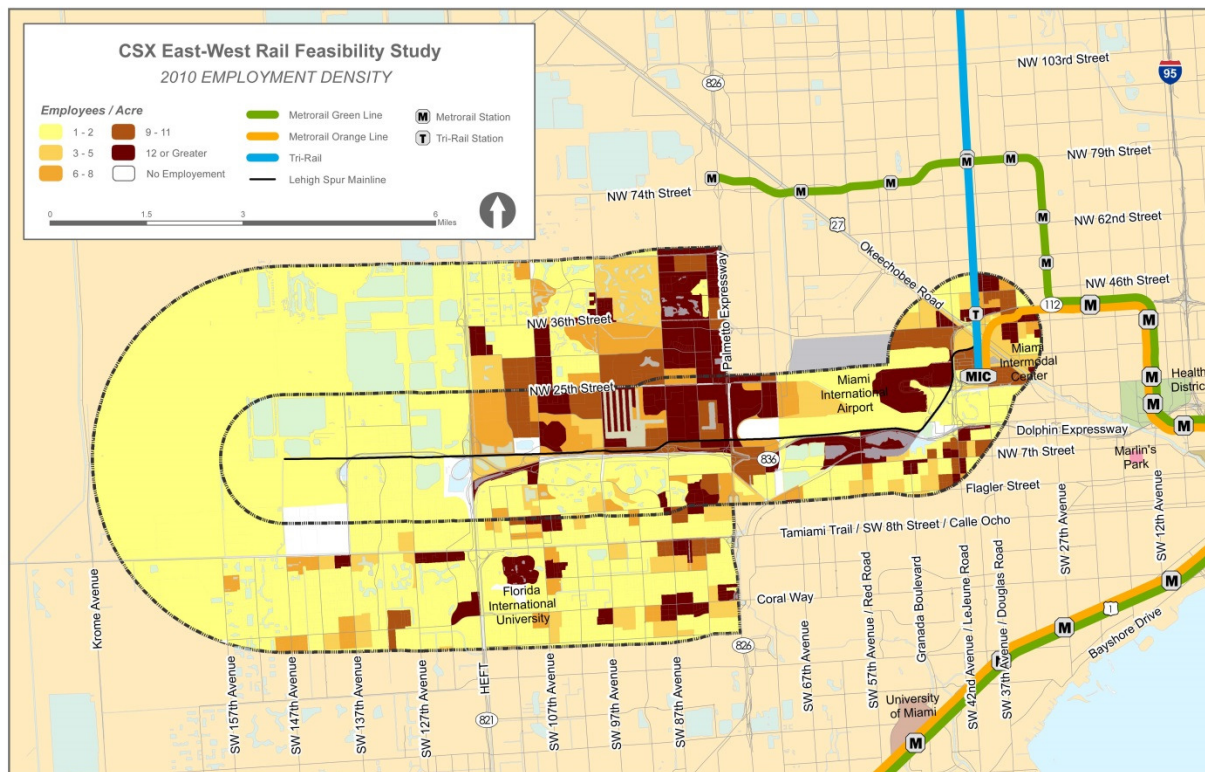 CSX East-West Rail Feasibility Study
2010 EMPLOYMENT DENSITY
Employees / Acre
1 - 2
3 - 5
6 - 8
9 - 11
12 or Greater
No Employement
Metrorail Green Line
Metrorail Orange Line
Tri-Rail
Lehigh Spur Mainline
M Metrorail Station
T Tri-Rail Station
0 1.5 3 6
Miles
826
NW 103rd Street
95
NW 79th Street
M
M
M
M
M
NW 74th Street
NW 62nd Street
M
27
Okeechobee Road
M
NW 46th Street
112
M
M
T
NW 36th Street
Palmetto Expressway
MIC
Miami
Intermodal
Center
NW 25th Street
Miami
International
Airport
M
Health
District
M
M
Dolphin Expressway
NW 7th Street
Marlin's
Park
836
Flagler Street
Tamiami Trail / SW 8th Street / Calle Ocho
Florida
International
University
Coral Way
826
821
Krome Avenue
SW 157th Avenue
SW 147th Avenue
SW 137th Avenue
SW 127th Avenue
HEFT
SW 107th Avenue
SW 97th Avenue
SW 87th Avenue
SW 67th Avenue
SW 57th Avenue / Red Road
Granada Boulevard
SW 42nd Avenue / LeJeune Road
SW 37th Avenue / Douglas Road
SW 27th Avenue
SW 12th Avenue
M
1
M
Bayshore Drive
M
University
of Miami
M